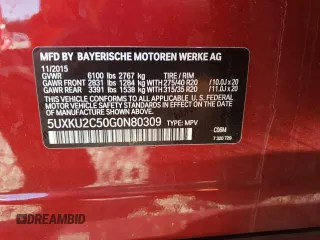 MFD BY BAYERISCHE MOTOREN WERKE AG
11/2015
GVWR 6100 lbs 2767 kg TIRE / RIM
GAWR FRONT 2831 lbs 1284 kg 275/40 R20 /10.0J x 20
GAWR REAR 3391 lbs 1538 kg 315/35 R20 /11.0J x 20
THIS VEHICLE CONFORMS TO ALL APPLICABLE FEDERAL
MOTOR VEHICLE SAFETY STANDARDS IN EFFECT ON THE
DATE OF MANUFACTURE SHOWN ABOVE.
5UXKU2C50G0N80309 TYPE: MPV
7 320 729
DREAMBID